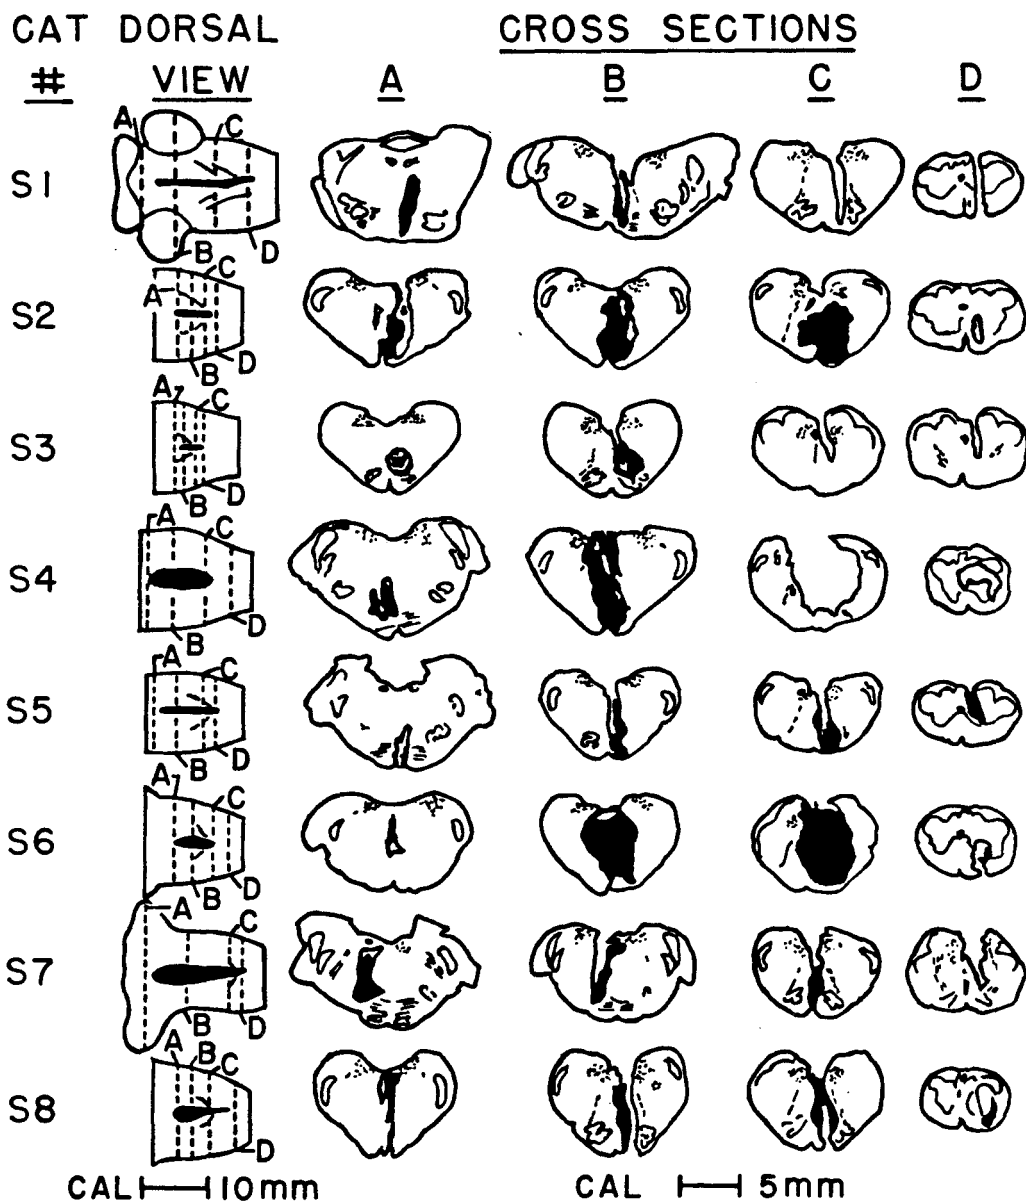 CAT DORSAL CROSS SECTIONS
# VIEW A B C D
A C
S1
B D
C
A
S2
B D
A C
S3
B D
A C
S4
B D
A C
S5
B D
A C
S6
B D
A C
S7
B D
A B C
S8
D
CAL 10mm CAL 5mm